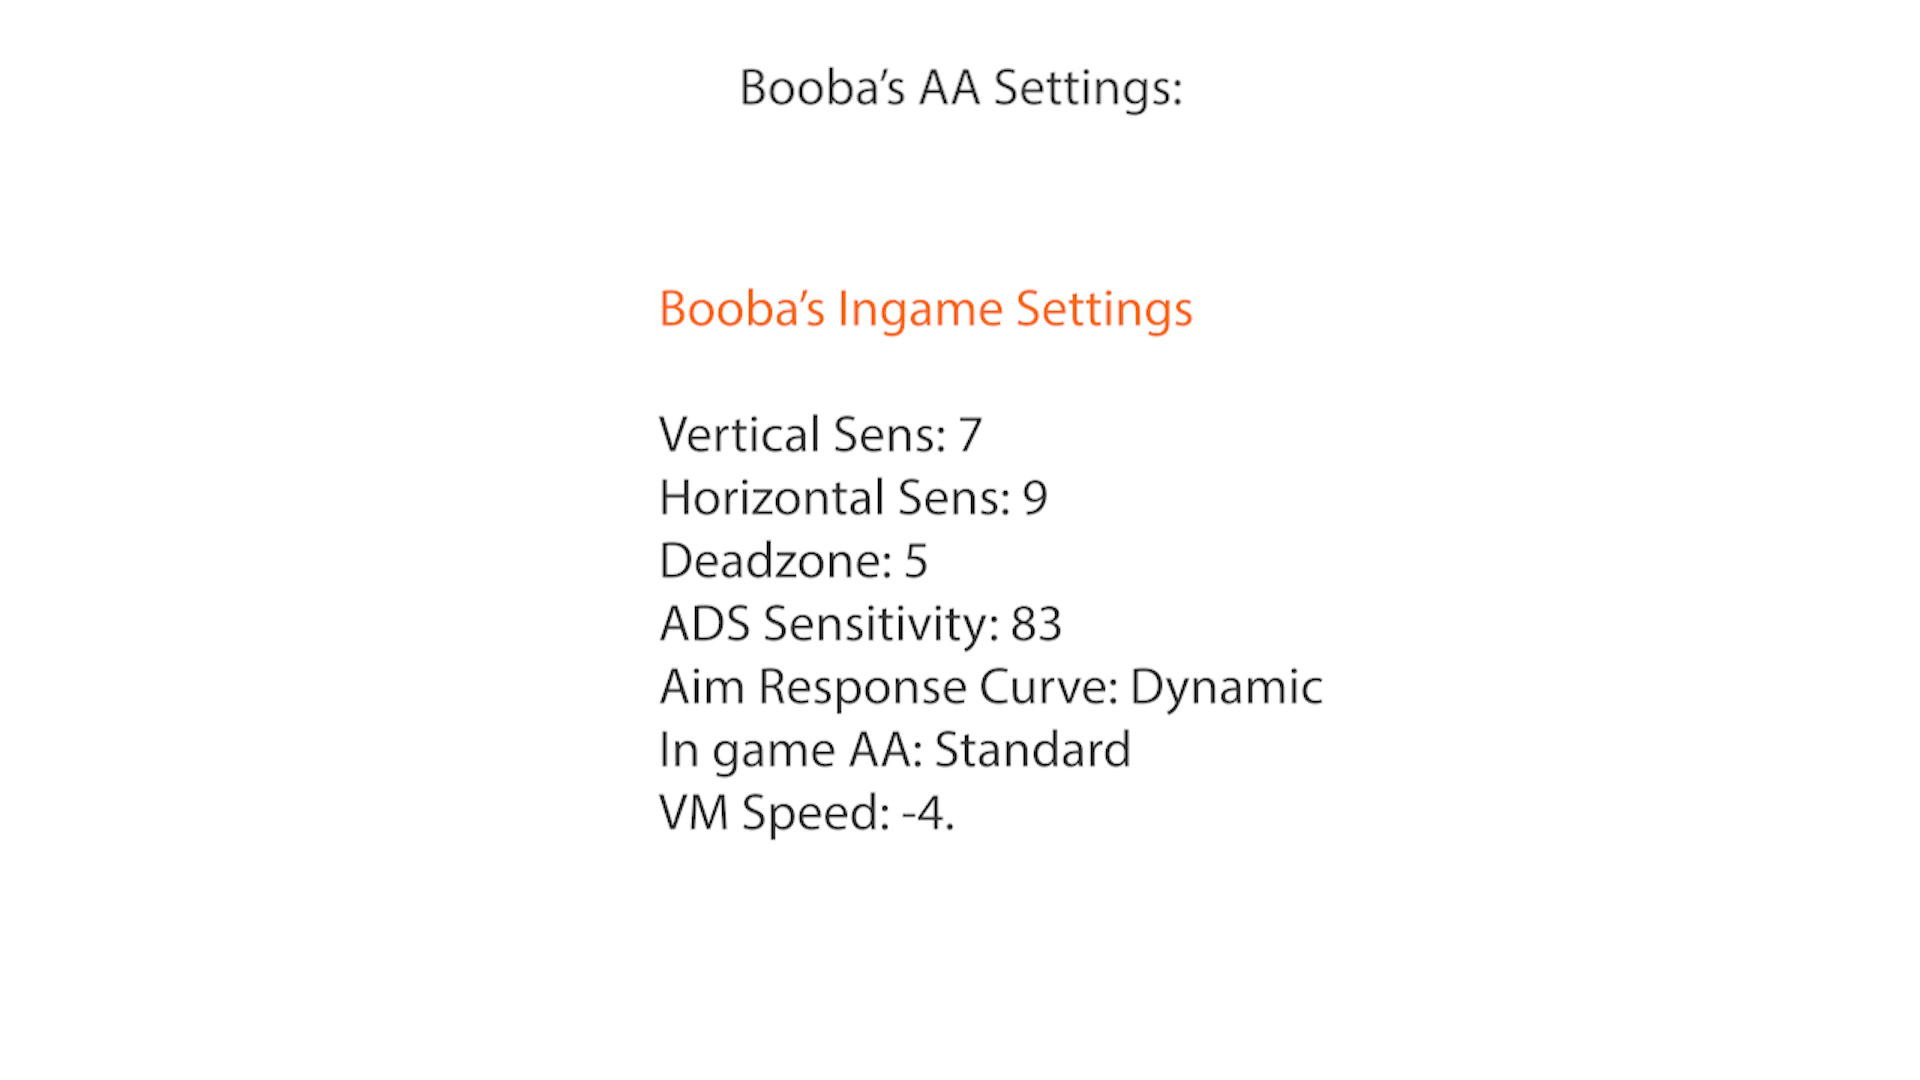 Booba’s AA Settings:
Booba’s Ingame Settings
Vertical Sens: 7
Horizontal Sens: 9
Deadzone: 5
ADS Sensitivity: 83
Aim Response Curve: Dynamic
In game AA: Standard
VM Speed: -4.